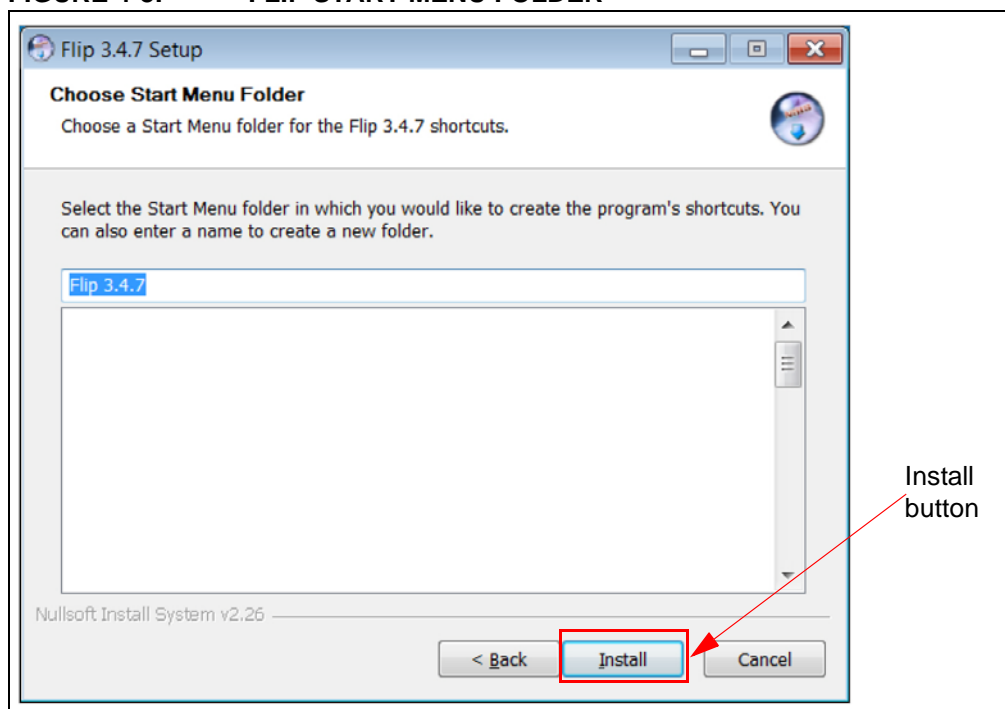 Flip 3.4.7 Setup
Choose Start Menu Folder
Choose a Start Menu folder for the Flip 3.4.7 shortcuts.
Select the Start Menu folder in which you would like to create the program's shortcuts. You
can also enter a name to create a new folder.
Flip 3.4.7
Install
button
Nullsoft Install System v2.26
< Back
Install
Cancel